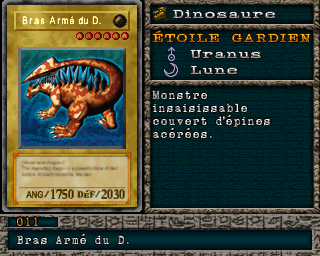 Bras Armé du D.
ANG/1750 DÉF/2030
Dinosaure
ÉTOILE GARDIEN
Uranus
Lune
Monstre
insaisissable
couvert d'épines
acérées.
011
Bras Armé du D.